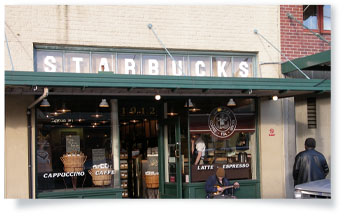 STARBUCKS
CAPPUCCINO CAFFE
LATTE ESPRESSO